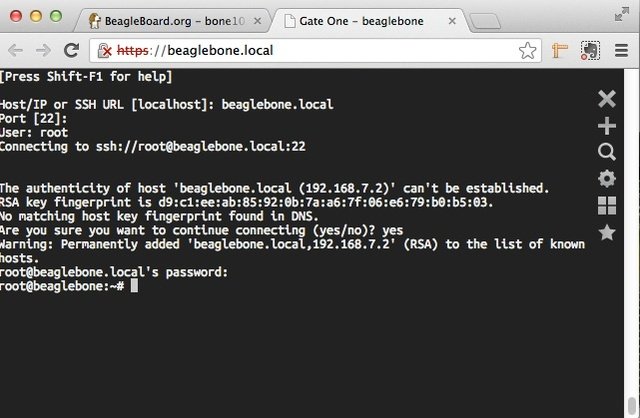 BeagleBoard.org - bone10
Gate One - beaglebone
https://beaglebone.local
[Press Shift-F1 for help]
Host/IP or SSH URL [localhost]: beaglebone.local
Port [22]:
User: root
Connecting to ssh://root@beaglebone.local:22
The authenticity of host 'beaglebone.local (192.168.7.2)' can't be established.
RSA key fingerprint is d9:c1:ee:ab:85:92:0b:7a:a6:7f:06:e6:79:b0:b5:03.
No matching host key fingerprint found in DNS.
Are you sure you want to continue connecting (yes/no)? yes
Warning: Permanently added 'beaglebone.local,192.168.7.2' (RSA) to the list of known
hosts.
root@beaglebone.local's password:
root@beaglebone:~#